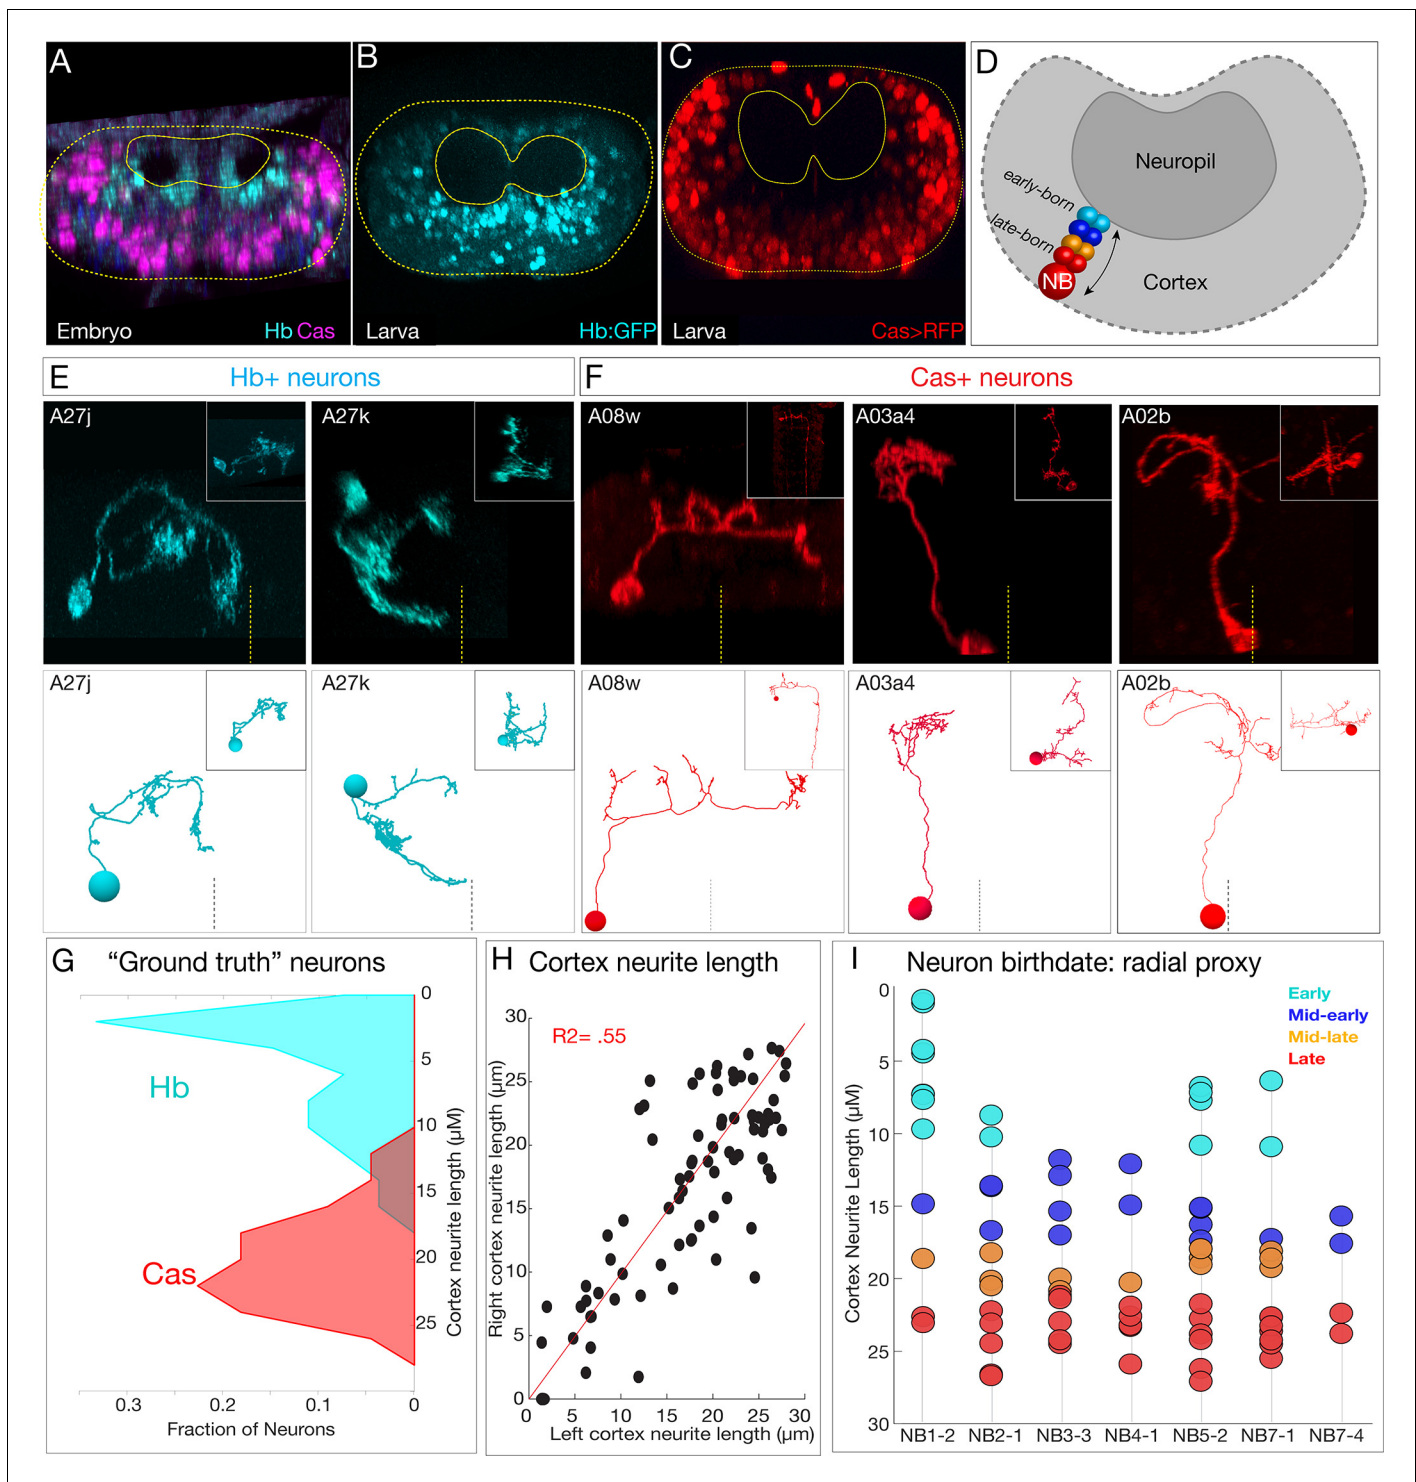 A
Embryo
Hb Cas
B
Larva
Hb:GFP
C
Larva
Cas>RFP
D
Neuropil
early-born
late-born
NB
Cortex
E
Hb+ neurons
F
Cas+ neurons
A27j
A27k
A08w
A03a4
A02b
A27j
A27k
A08w
A03a4
A02b
G
"Ground truth" neurons
Hb
Cas
0
5
10
15
20
25
Cortex neurite length (µM)
0.3
0.2
0.1
0
Fraction of Neurons
H
Cortex neurite length
R2= .55
30
25
20
15
10
5
0
Right cortex neurite length (µm)
0
5
10
15
20
25
30
Left cortex neurite length (µm)
I
Neuron birthdate: radial proxy
Early
Mid-early
Mid-late
Late
0
5
10
15
20
25
30
Cortex Neurite Length (µM)
NB1-2
NB2-1
NB3-3
NB4-1
NB5-2
NB7-1
NB7-4